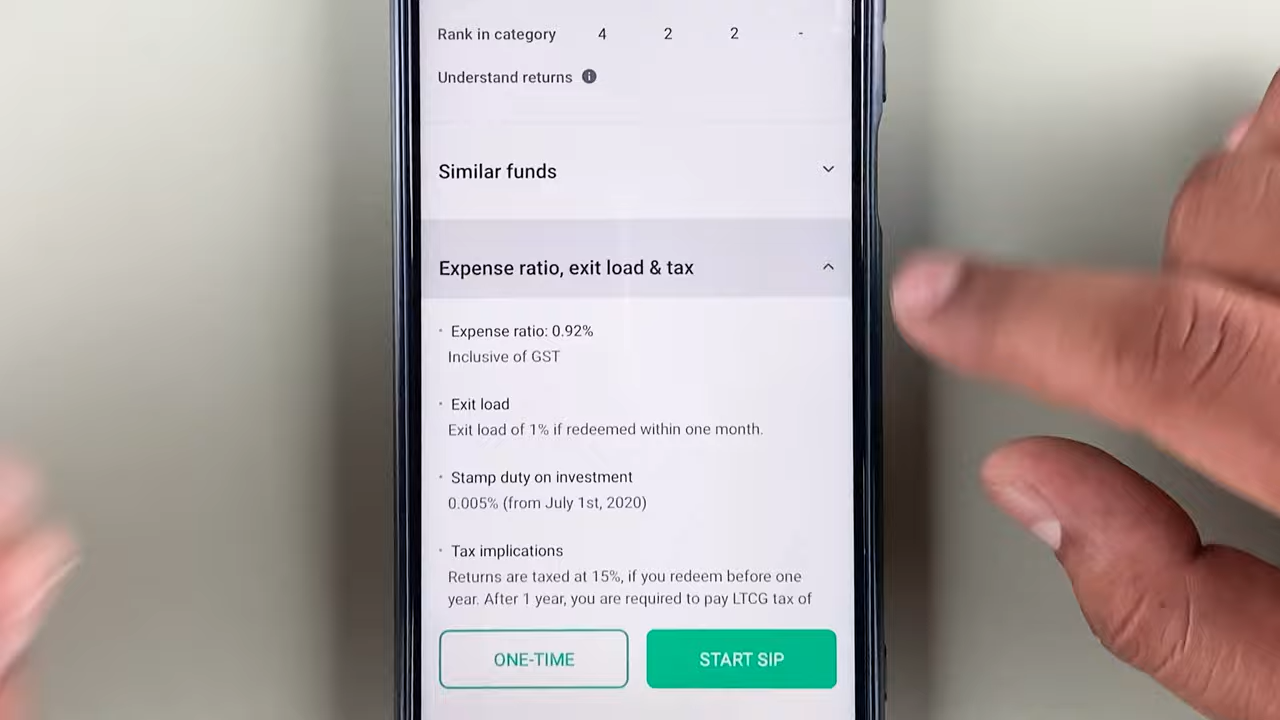 Rank in category 4 2 2 -
Understand returns
Similar funds
Expense ratio, exit load & tax
· Expense ratio: 0.92%
Inclusive of GST
· Exit load
Exit load of 1% if redeemed within one month.
· Stamp duty on investment
0.005% (from July 1st, 2020)
· Tax implications
Returns are taxed at 15%, if you redeem before one
year. After 1 year, you are required to pay LTCG tax of
ONE-TIME START SIP